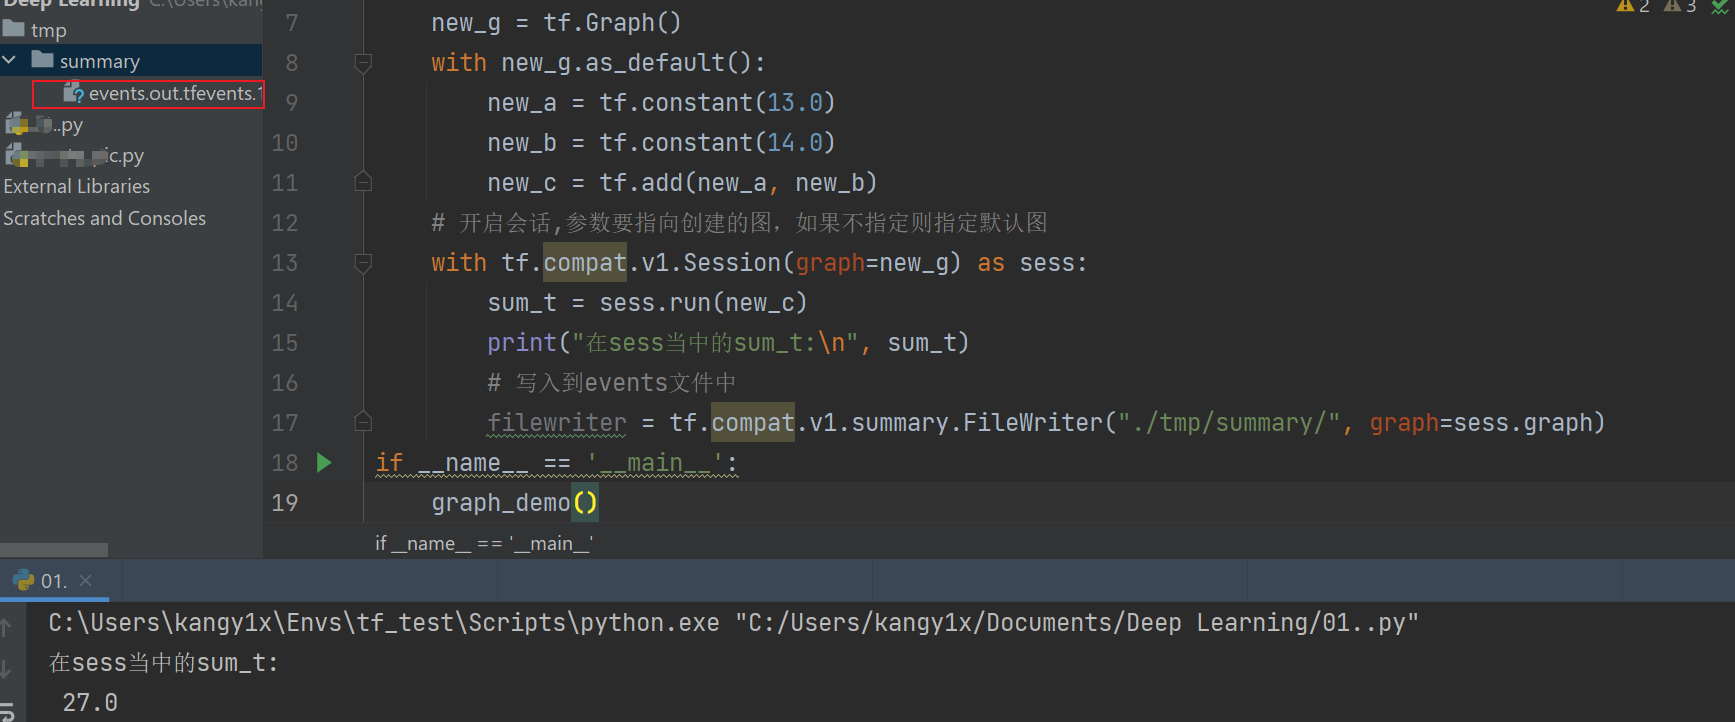 Deep Learning C:\Users\kangy
tmp
summary
events.out.tfevents.1
..py
c.py
External Libraries
Scratches and Consoles
2 3
7 new_g = tf.Graph()
8 with new_g.as_default():
9 new_a = tf.constant(13.0)
10 new_b = tf.constant(14.0)
11 new_c = tf.add(new_a, new_b)
12 # 开启会话,参数要指向创建的图，如果不指定则指定默认图
13 with tf.compat.v1.Session(graph=new_g) as sess:
14 sum_t = sess.run(new_c)
15 print("在sess当中的sum_t:\n", sum_t)
16 # 写入到events文件中
17 filewriter = tf.compat.v1.summary.FileWriter("./tmp/summary/", graph=sess.graph)
18 if __name__ == '__main__':
19 graph_demo()
if __name__ == '__main__'
01.
C:\Users\kangy1x\Envs\tf_test\Scripts\python.exe "C:/Users/kangy1x/Documents/Deep Learning/01..py"
在sess当中的sum_t:
27.0